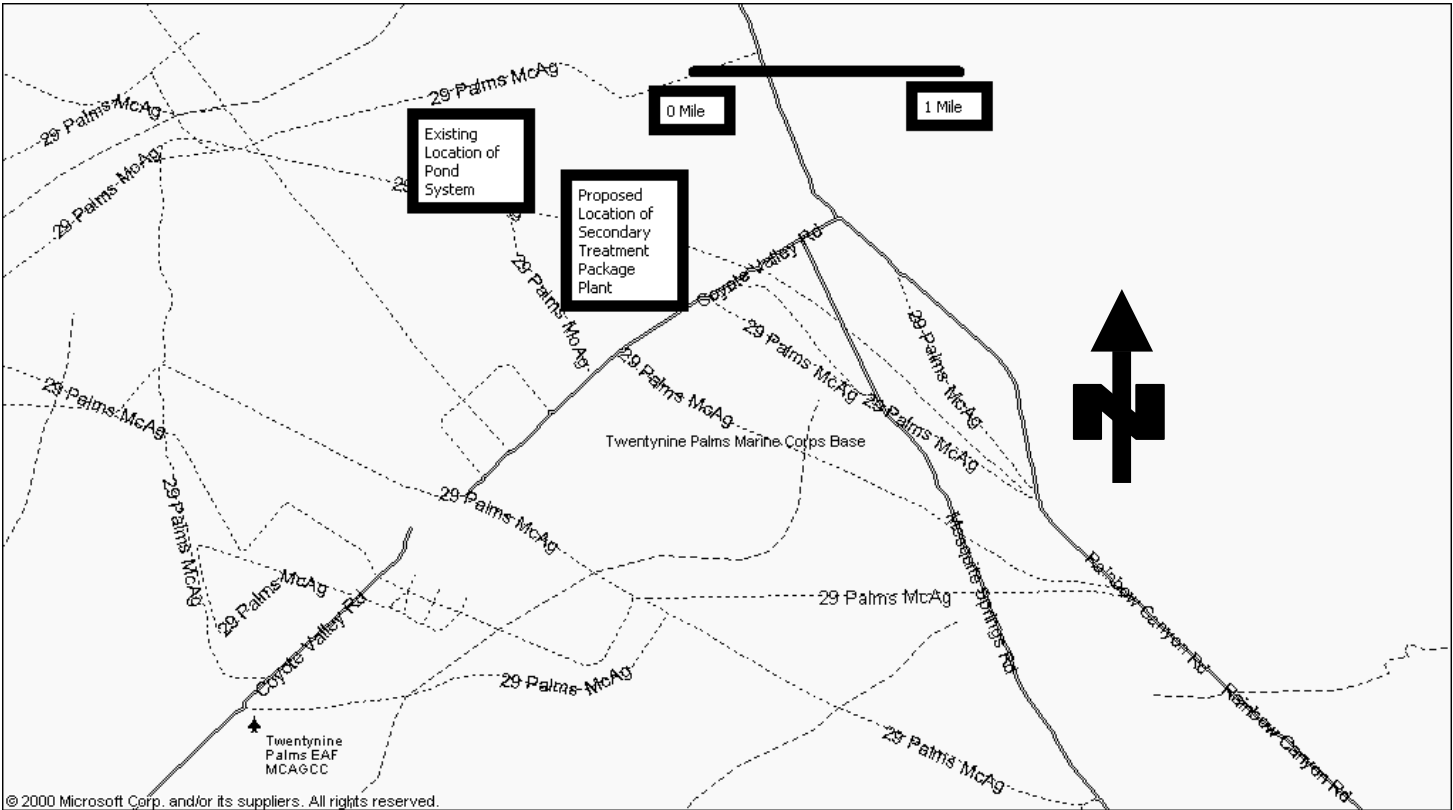 29 Palms McAg
29 Palms McAg
0 Mile
1 Mile
Existing
Location of
Pond
System
29 Palms McAg
29
g
Proposed
Location of
Secondary
Treatment
Package
Plant
Coyote Valley Rd
29 Palms McAg
29 Palms McAg
29 Palms McAg
29 Palms McAg
29 Palms McAg
29 Palms McAg
Twentynine Palms Marine Corps Base
N
29 Palms McAg
29 Palms McAg
29 Palms McAg
Coyote Valley Rd
29 Palms McAg
Mesquite Springs Rd
Rainbow Canyon Rd
29 Palms McAg
Rainbow Canyon Rd
29 Palms McAg
Twentynine
Palms EAF
MCAGCC
© 2000 Microsoft Corp. and/or its suppliers. All rights reserved.